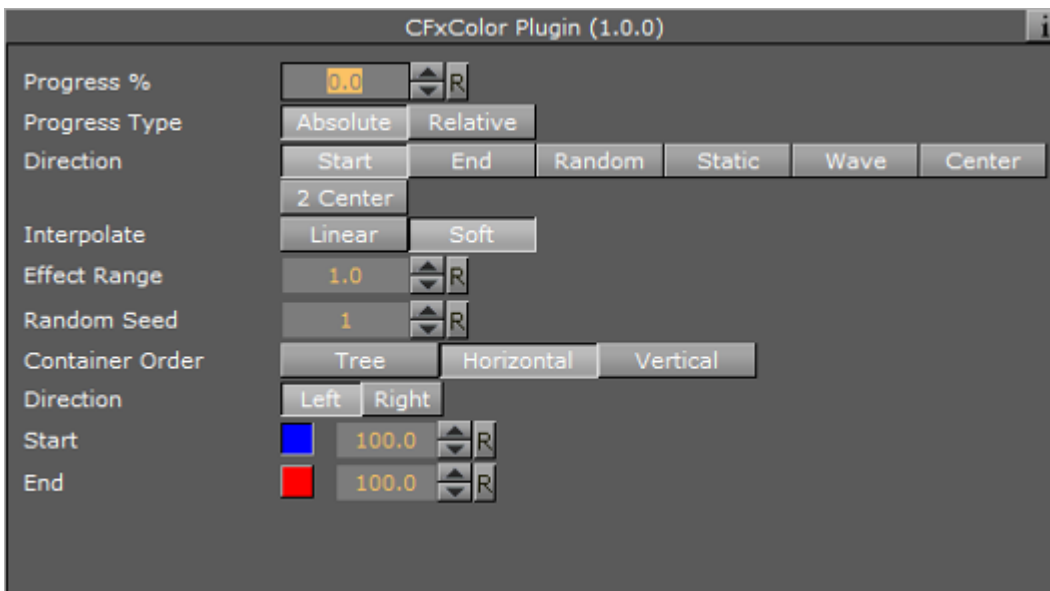 CFxColor Plugin (1.0.0) i
Progress % 0.0 R
Progress Type Absolute Relative
Direction Start End Random Static Wave Center
2 Center
Interpolate Linear Soft
Effect Range 1.0 R
Random Seed 1 R
Container Order Tree Horizontal Vertical
Direction Left Right
Start 100.0 R
End 100.0 R